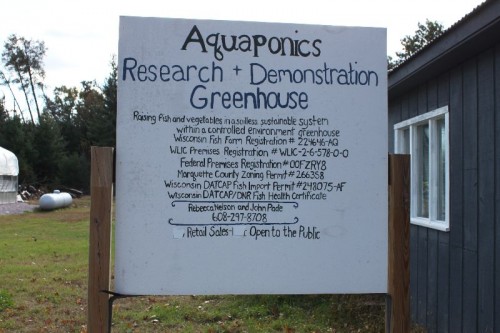 Aquaponics
Research + Demonstration
Greenhouse
Raising fish and vegetables in a soilless, sustainable system
within a controlled environment greenhouse
Wisconsin Fish Farm Registration # 224646-AQ
WLIC Premises Registration # WLIC-2-6-578-0-0
Federal Premises Registration # 00FZRY8
Marquette County Zoning Permit # 266358
Wisconsin DATCAP Fish Import Permit # 248075-AF
Wisconsin DATCAP/DNR Fish Health Certificate
Rebecca Nelson and John Pade
608-297-8708
Retail Sales Open to the Public